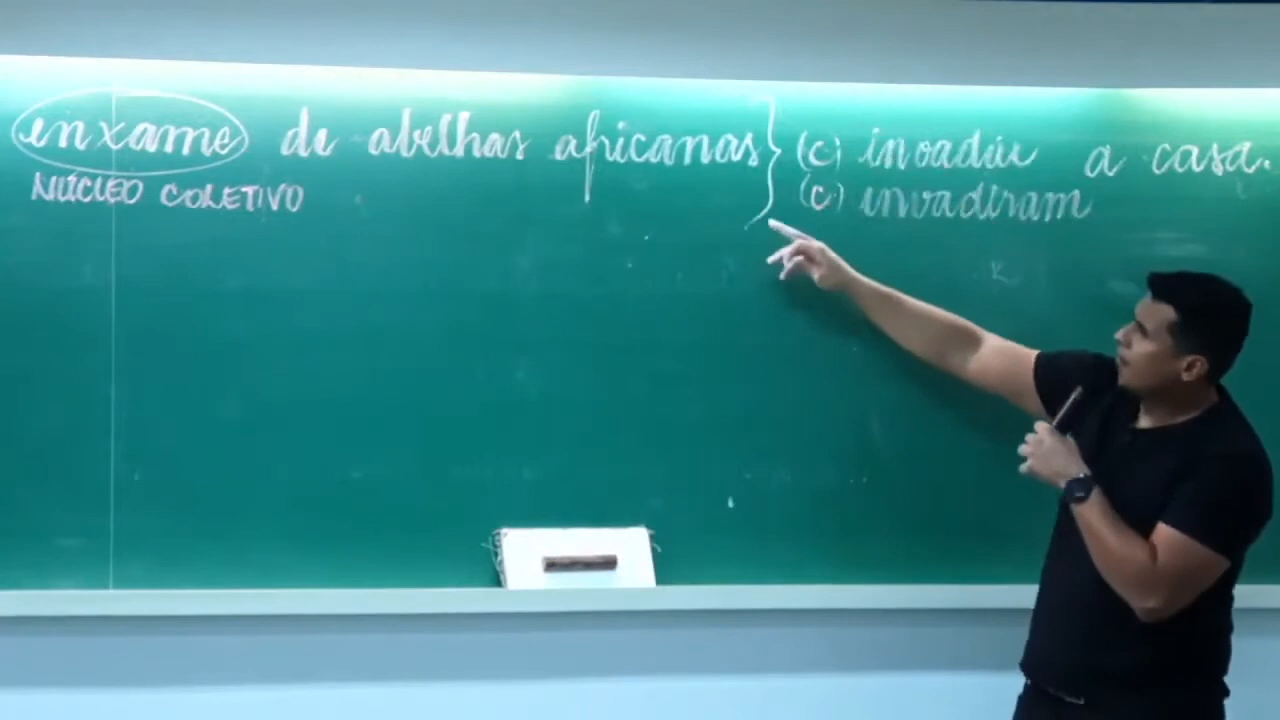 enxame de abelhas africanas } (c) invadiu a casa.
NÚCLEO COLETIVO (c) invadiram